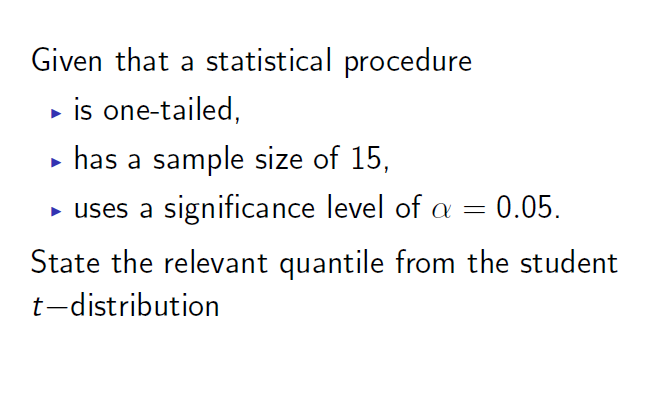 Given that a statistical procedure
▶ is one-tailed,
▶ has a sample size of 15,
▶ uses a significance level of α = 0.05.
State the relevant quantile from the student
t−distribution